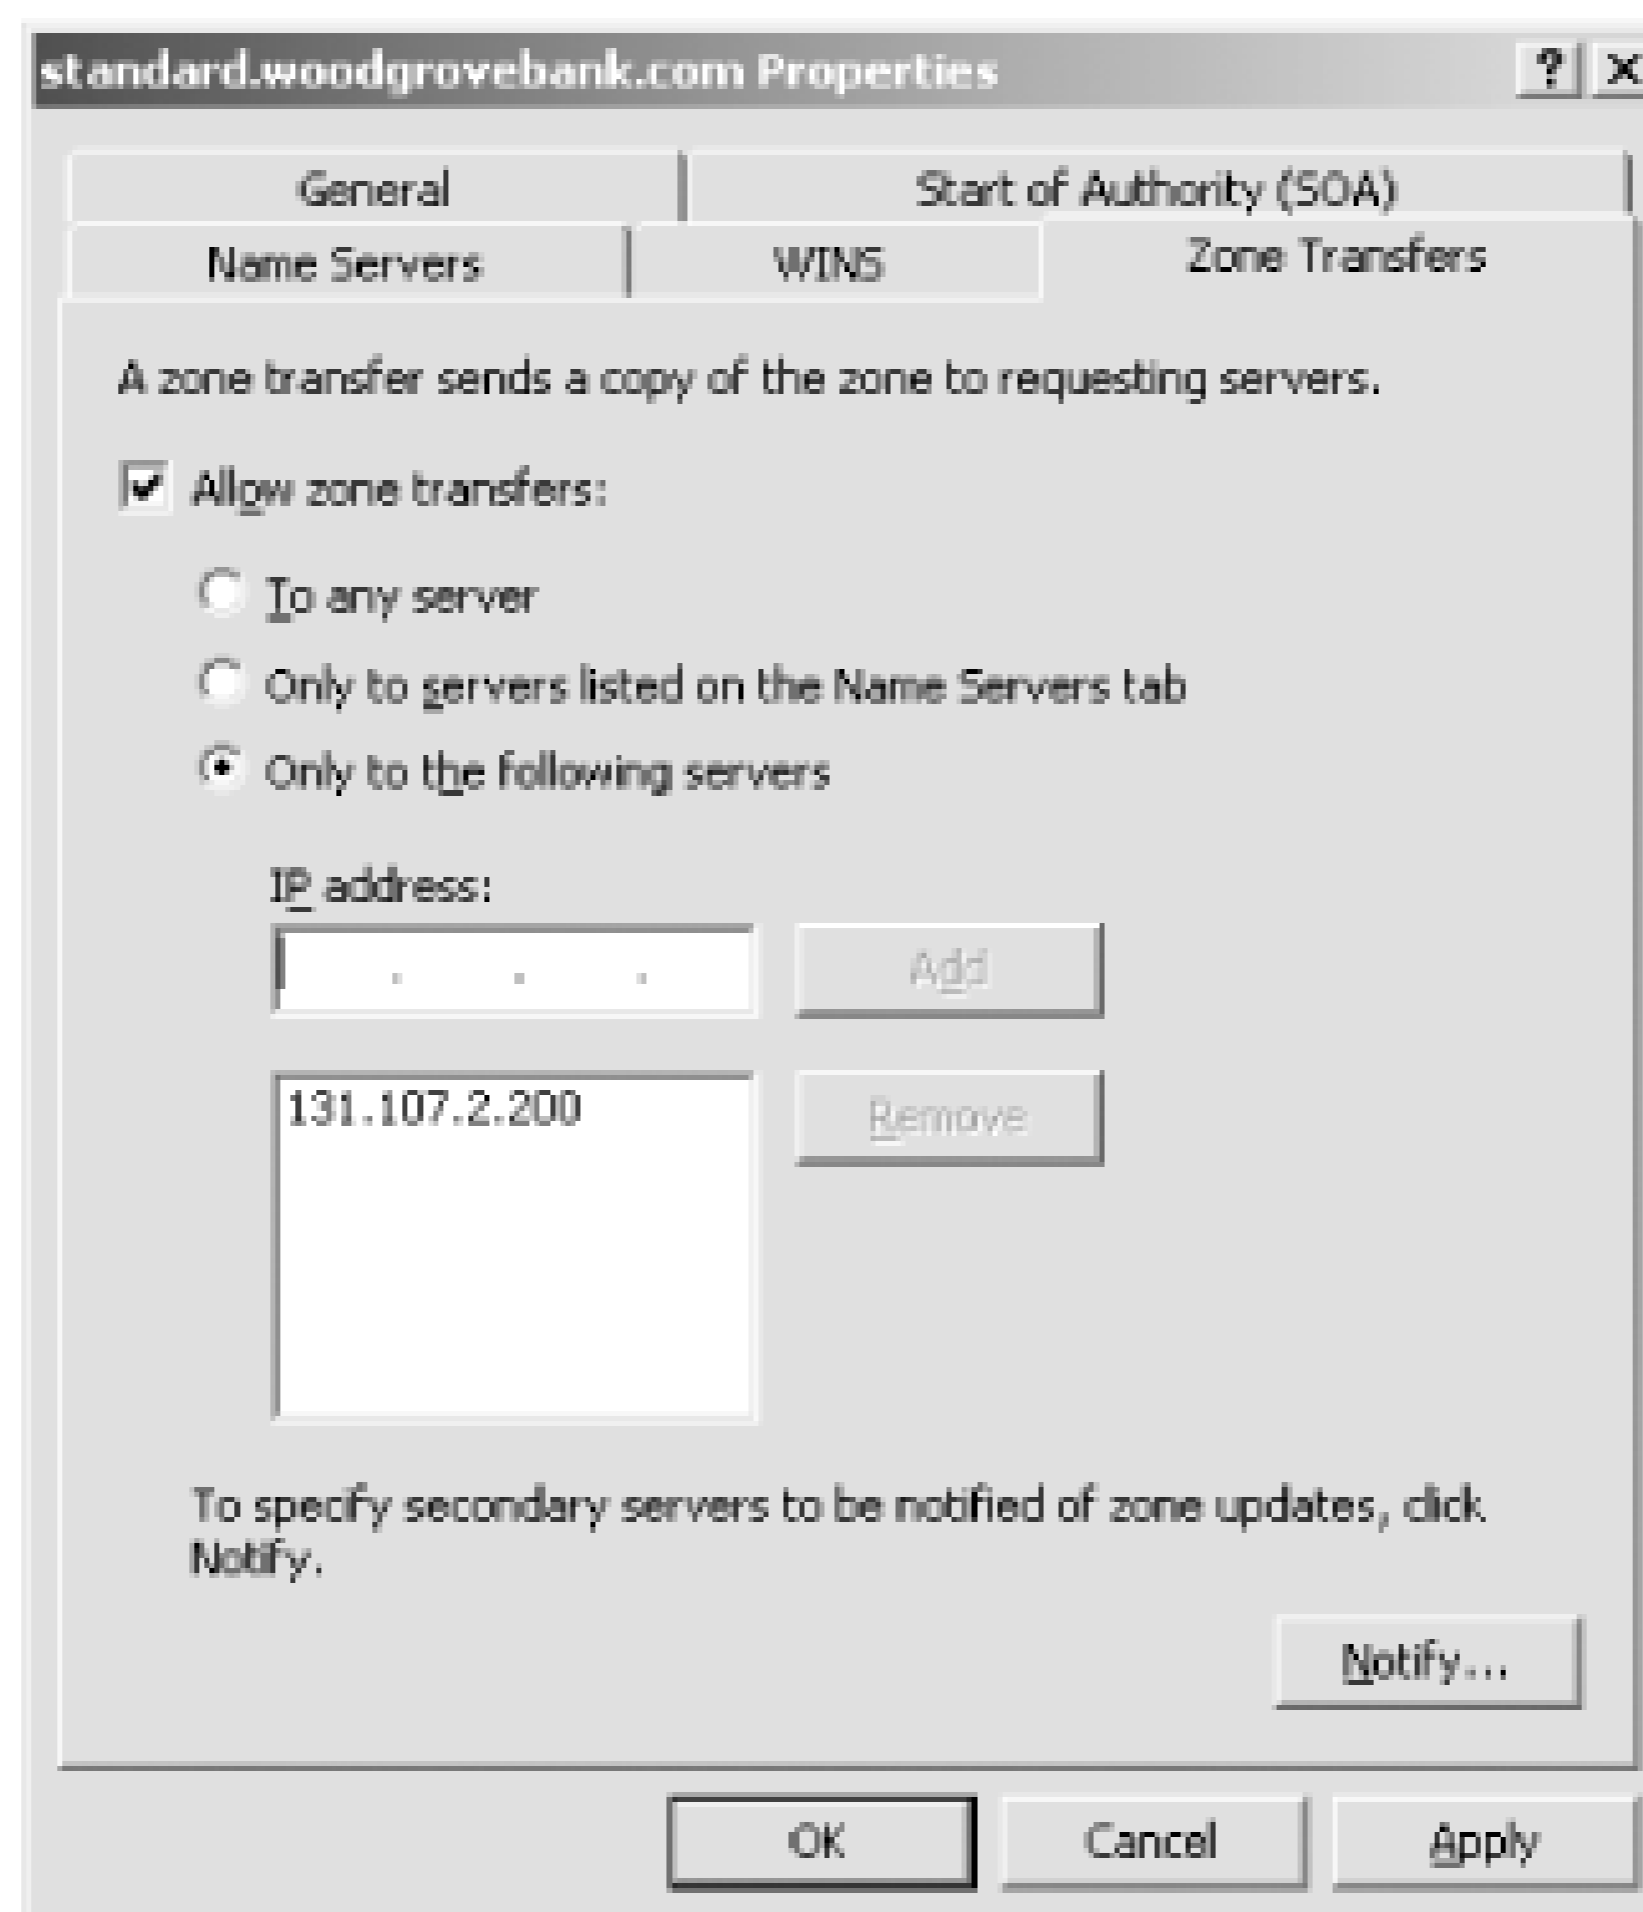 standard.woodgrovebank.com Properties
General
Start of Authority (SOA)
Name Servers
WINS
Zone Transfers
A zone transfer sends a copy of the zone to requesting servers.
Allow zone transfers:
To any server
Only to servers listed on the Name Servers tab
Only to the following servers
IP address:
Add
131.107.2.200
Remove
To specify secondary servers to be notified of zone updates, click
Notify.
Notify...
OK
Cancel
Apply